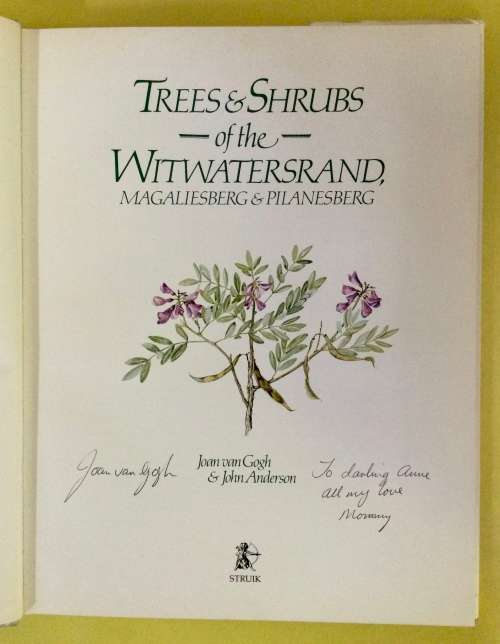 TREES & SHRUBS
of the
WITWATERSRAND,
MAGALIESBERG & PILANESBERG
Joan van Gogh
Joan van Gogh
& John Anderson
To darling Anne
all my love
Mommy
STRUIK